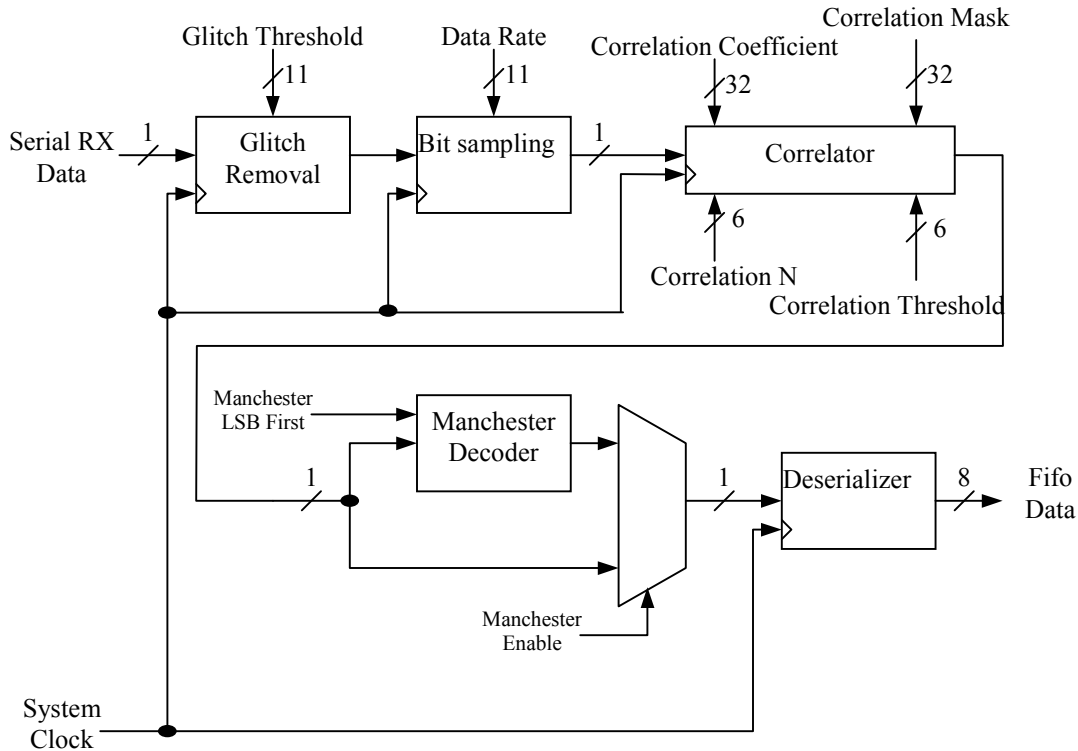 Glitch Threshold
11
Data Rate
11
Correlation Coefficient
32
Correlation Mask
32
Serial RX
Data
1
Glitch
Removal
Bit sampling
1
Correlator
6
Correlation N
6
Correlation Threshold
Manchester
LSB First
Manchester
Decoder
1
1
Deserializer
8
Fifo
Data
Manchester
Enable
System
Clock